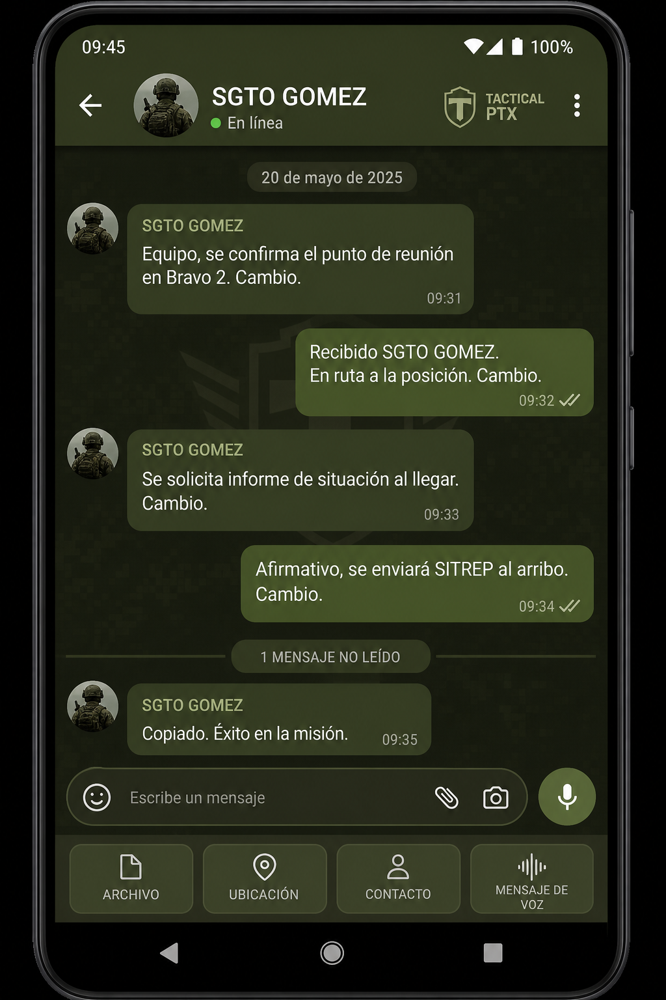 09:45
100%
SGTO GOMEZ
En línea
TACTICAL
PTX
20 de mayo de 2025
SGTO GOMEZ
Equipo, se confirma el punto de reunión
en Bravo 2. Cambio.
09:31
Recibido SGTO GOMEZ.
En ruta a la posición. Cambio.
09:32
SGTO GOMEZ
Se solicita informe de situación al llegar.
Cambio.
09:33
Afirmativo, se enviará SITREP al arribo.
Cambio.
09:34
1 MENSAJE NO LEÍDO
SGTO GOMEZ
Copiado. Éxito en la misión.
09:35
Escribe un mensaje
ARCHIVO
UBICACIÓN
CONTACTO
MENSAJE DE
VOZ